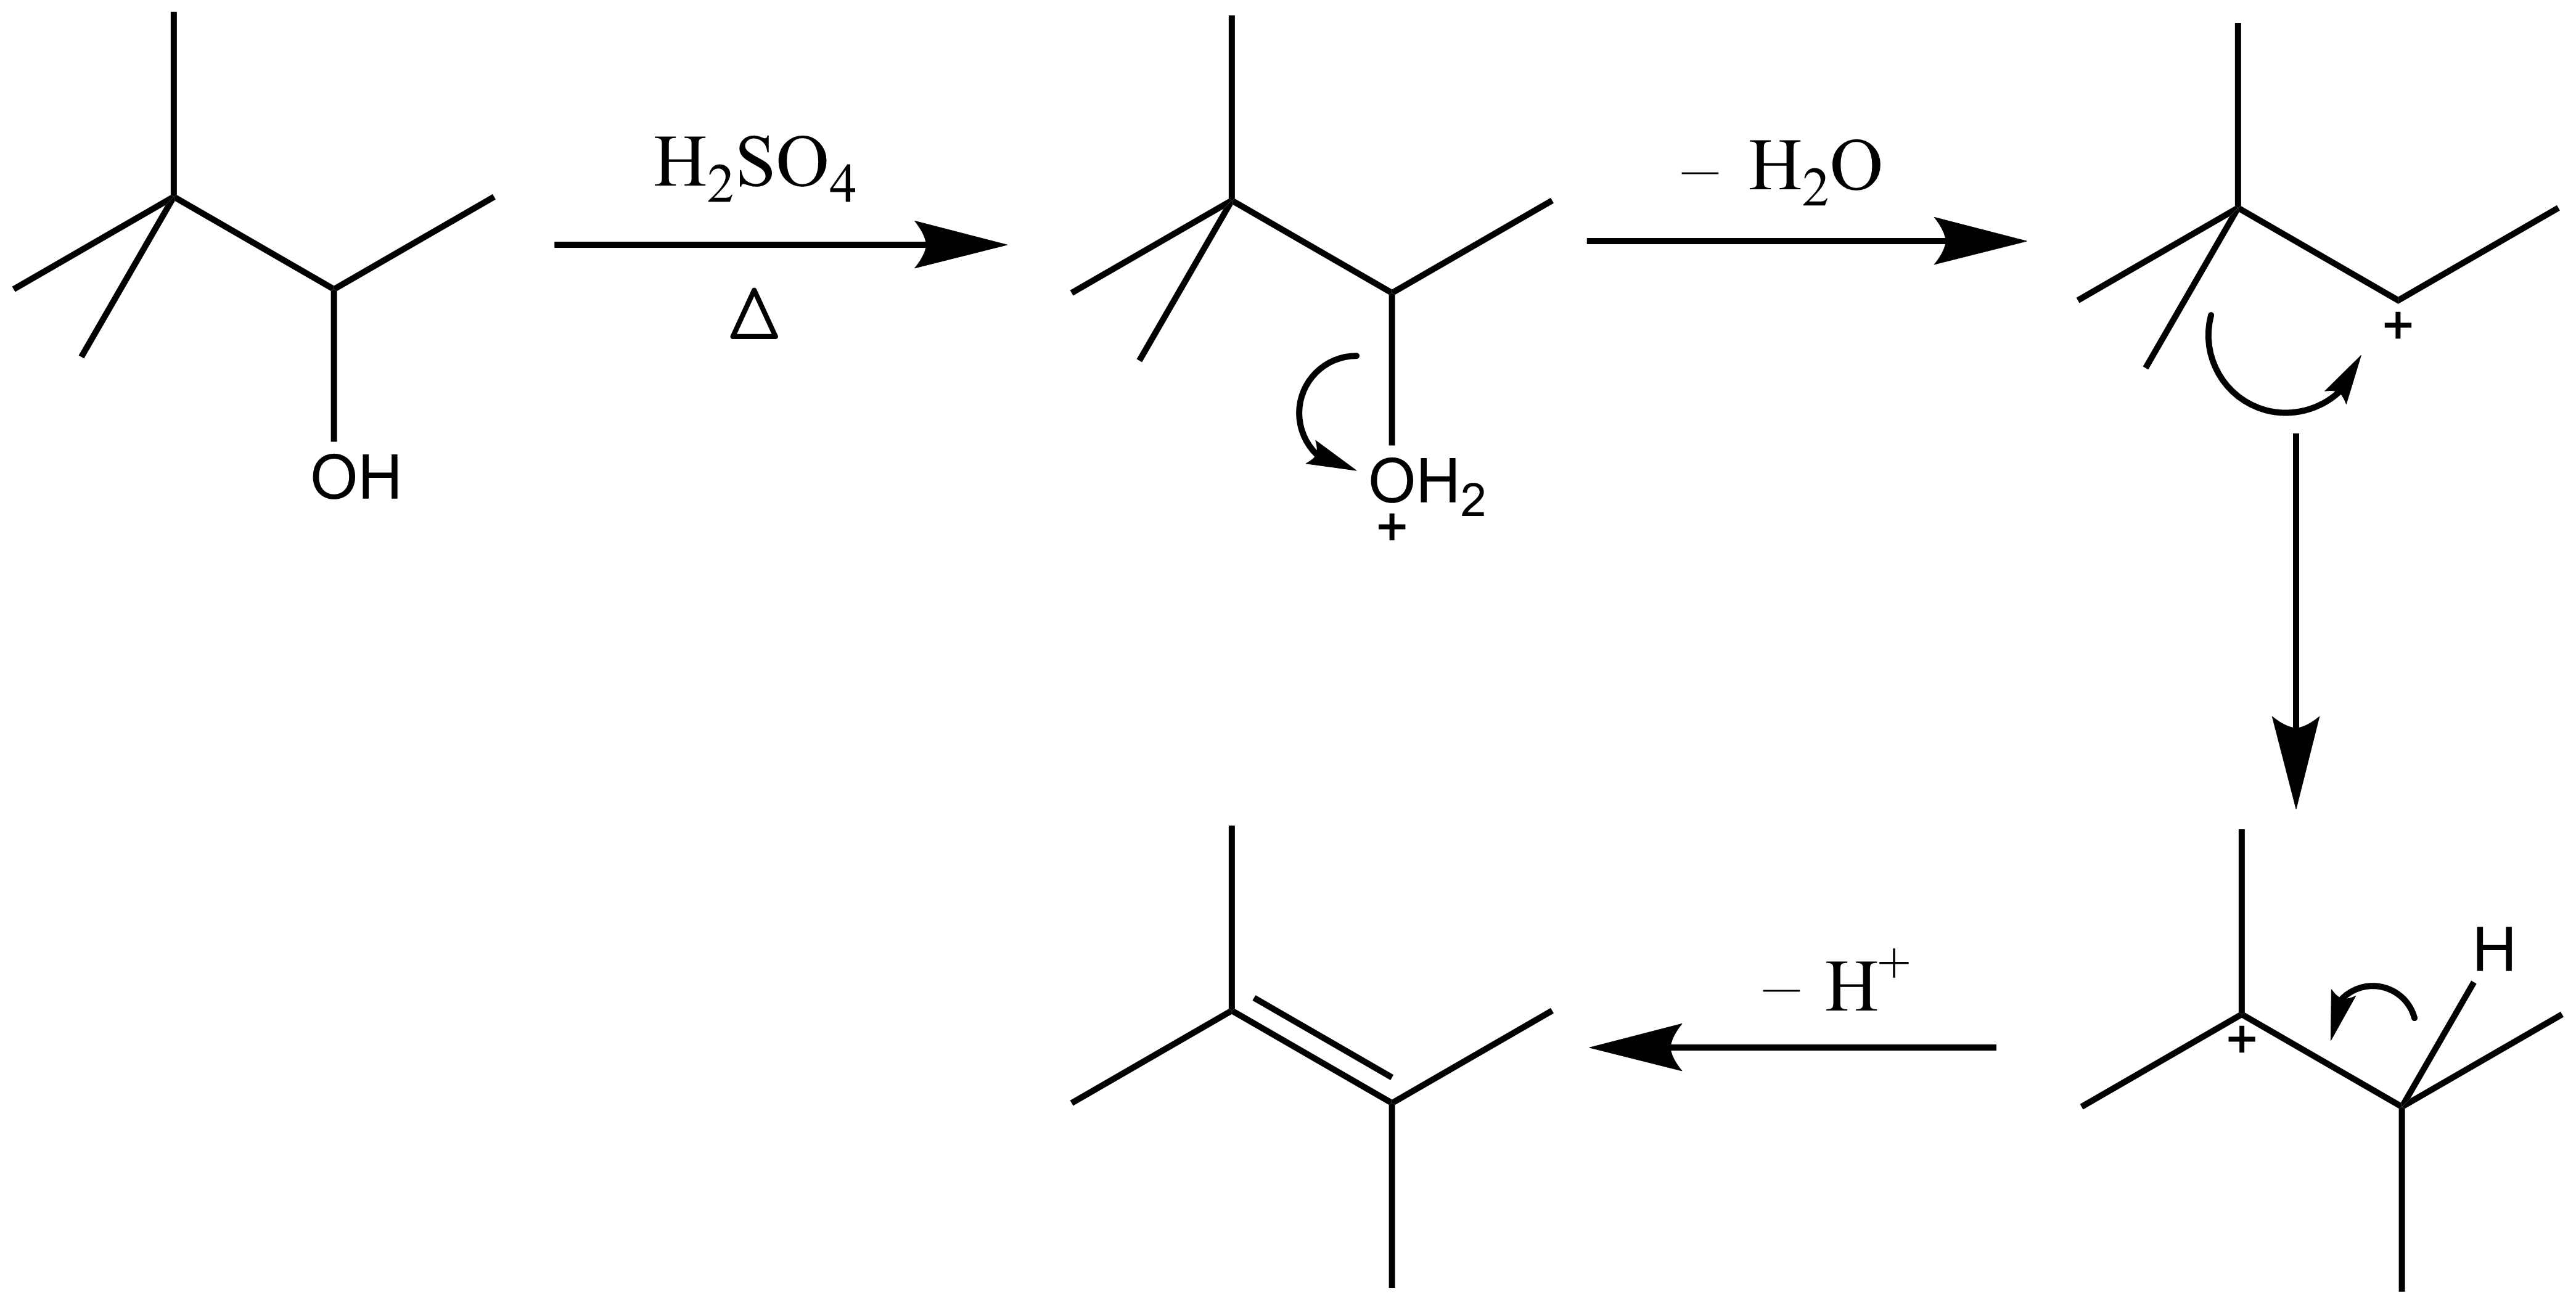 H₂SO₄
Δ
– H₂O
OH
OH₂
+
+
H
– H⁺
+